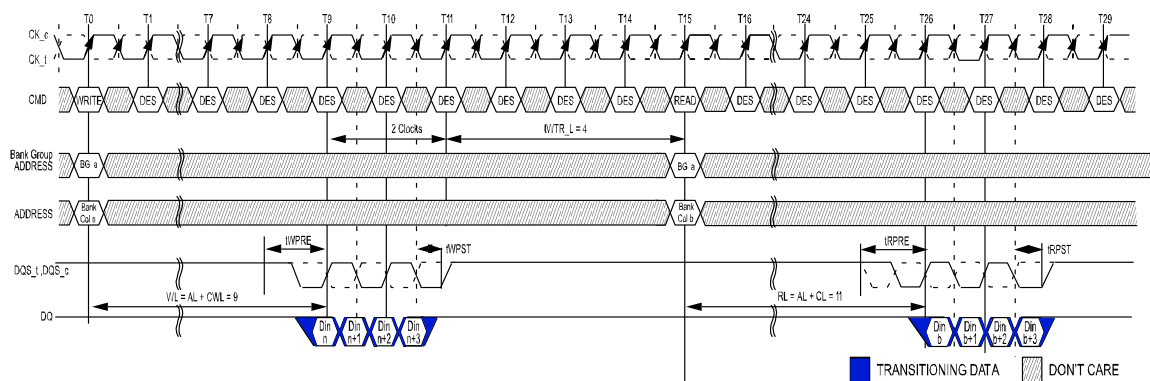 T0 T1 T7 T8 T9 T10 T11 T12 T13 T14 T15 T16 T24 T25 T26 T27 T28 T29
CK_c
CK_t
CMD WRITE DES DES DES DES DES DES DES DES DES READ DES DES DES DES DES DES DES
2 Clocks tWTR_L = 4
Bank Group
ADDRESS BG a BG a
ADDRESS Bank Col n Bank Col b
tWPRE tWPST tRPRE tRPST
DQS_t ,DQS_c
WL = AL + CWL = 9 RL = AL + CL = 11
DQ Din n Din n+1 Din n+2 Din n+3 Din b Din b+1 Din b+2 Din b+3
TRANSITIONING DATA DON'T CARE